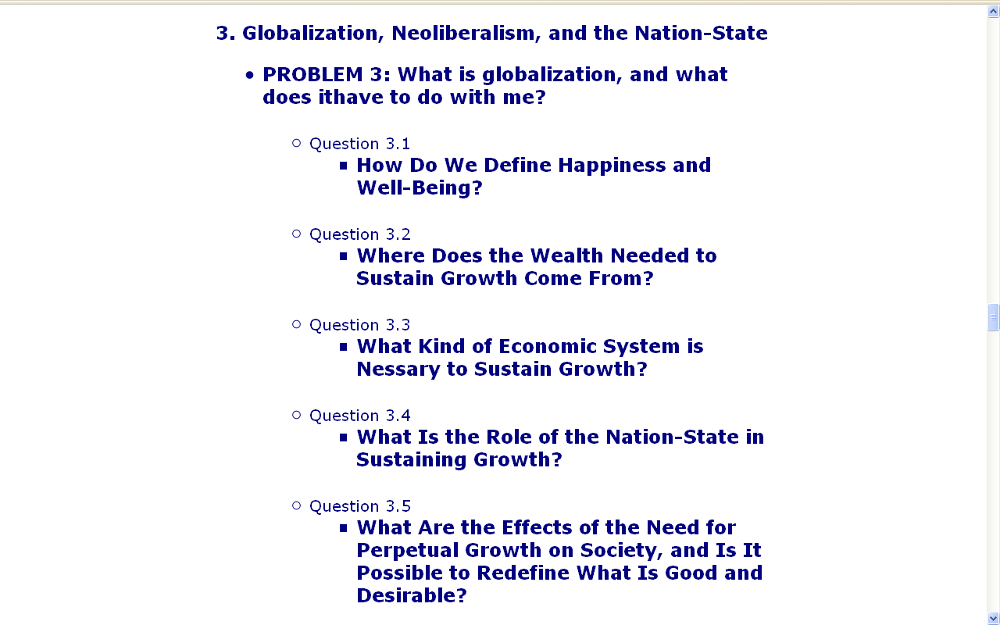 3. Globalization, Neoliberalism, and the Nation-State
• PROBLEM 3: What is globalization, and what
does ithave to do with me?
○ Question 3.1
▪ How Do We Define Happiness and
Well-Being?
○ Question 3.2
▪ Where Does the Wealth Needed to
Sustain Growth Come From?
○ Question 3.3
▪ What Kind of Economic System is
Nessary to Sustain Growth?
○ Question 3.4
▪ What Is the Role of the Nation-State in
Sustaining Growth?
○ Question 3.5
▪ What Are the Effects of the Need for
Perpetual Growth on Society, and Is It
Possible to Redefine What Is Good and
Desirable?